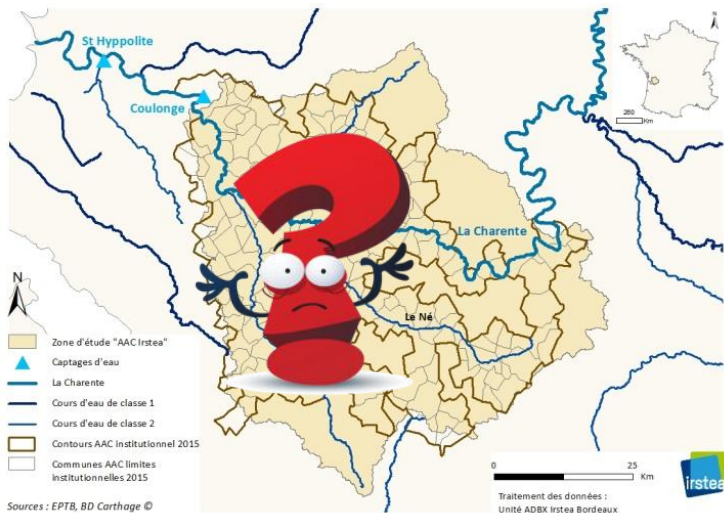 St Hyppolite
Coulonge
N
260
Km
La Charente
Le Né
N
Zone d'étude "AAC Irstea"
Captages d'eau
La Charente
Cours d'eau de classe 1
Cours d'eau de classe 2
Contours AAC institutionnel 2015
Communes AAC limites
institutionnelles 2015
Sources : EPTB, BD Carthage ©
0 25
Km
Traitement des données :
Unité ADBX Irstea Bordeaux
irstea